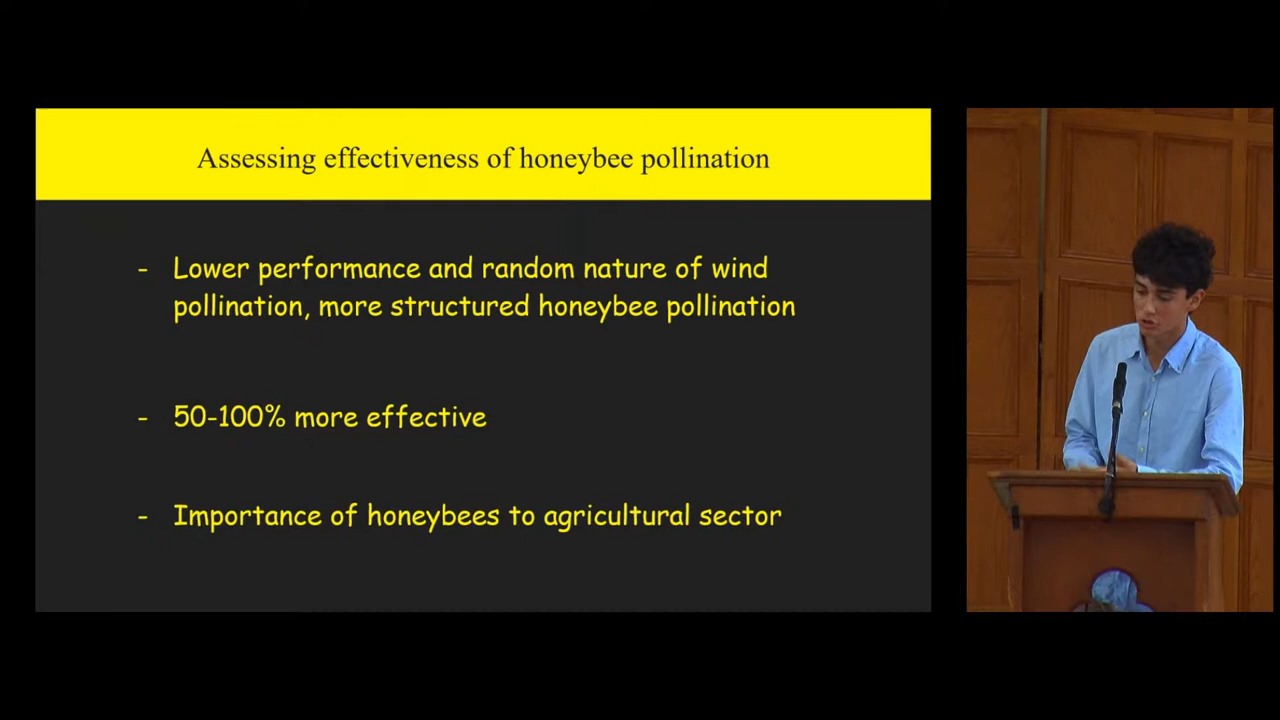 Assessing effectiveness of honeybee pollination
- Lower performance and random nature of wind
pollination, more structured honeybee pollination
- 50-100% more effective
- Importance of honeybees to agricultural sector